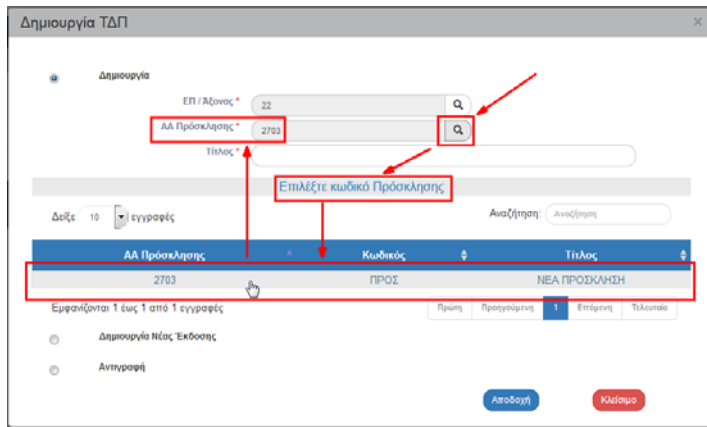 Δημιουργία ΤΔΠ ×
Δημιουργία
ΕΠ / Άξονας * 22
ΑΑ Πρόσκλησης * 2703
Τίτλος *
Επιλέξτε κωδικό Πρόσκλησης
Δείξε 10 εγγραφές Αναζήτηση: Αναζήτηση
ΑΑ Πρόσκλησης Κωδικός Τίτλος
2703 ΠΡΟΣ ΝΕΑ ΠΡΟΣΚΛΗΣΗ
Εμφανίζονται 1 έως 1 από 1 εγγραφές Πρώτη Προηγούμενη 1 Επόμενη Τελευταία
Δημιουργία Νέας Έκδοσης
Αντιγραφή
Αποδοχή Κλείσιμο